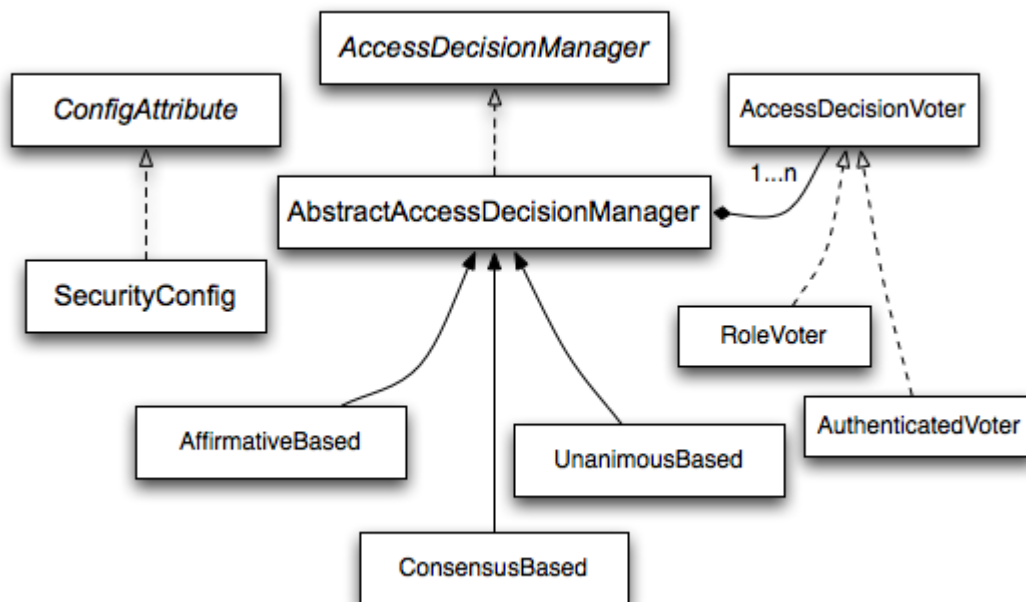 AccessDecisionManager
ConfigAttribute
AccessDecisionVoter
1...n
AbstractAccessDecisionManager
SecurityConfig
RoleVoter
AffirmativeBased
UnanimousBased
AuthenticatedVoter
ConsensusBased